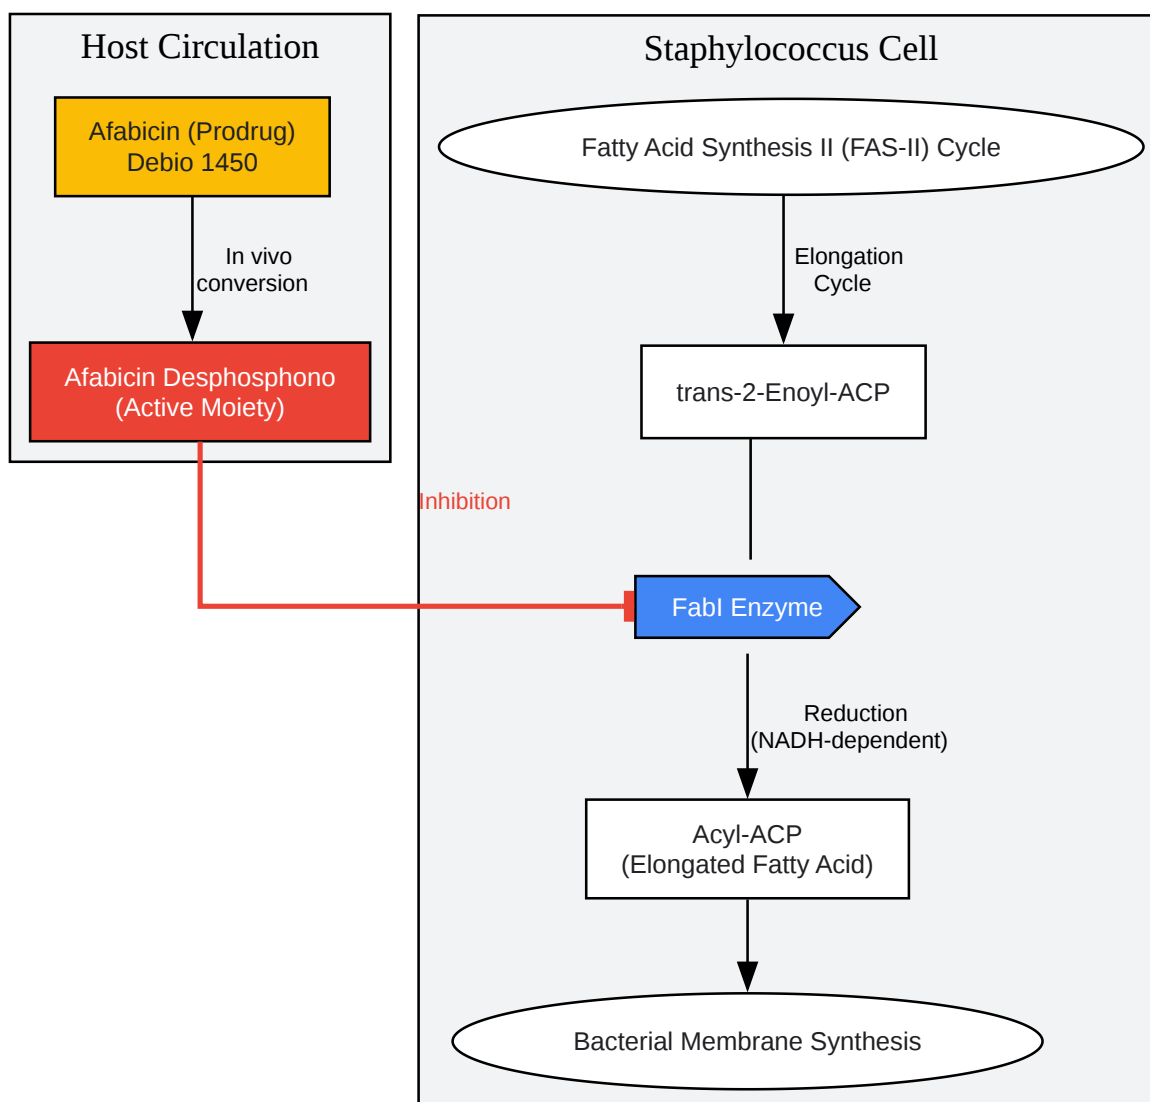 Host Circulation
Afabicin (Prodrug)
Debio 1450
In vivo
conversion
Afabicin Desphosphono
(Active Moiety)
Inhibition
Staphylococcus Cell
Fatty Acid Synthesis II (FAS-II) Cycle
Elongation
Cycle
trans-2-Enoyl-ACP
FabI Enzyme
Reduction
(NADH-dependent)
Acyl-ACP
(Elongated Fatty Acid)
Bacterial Membrane Synthesis